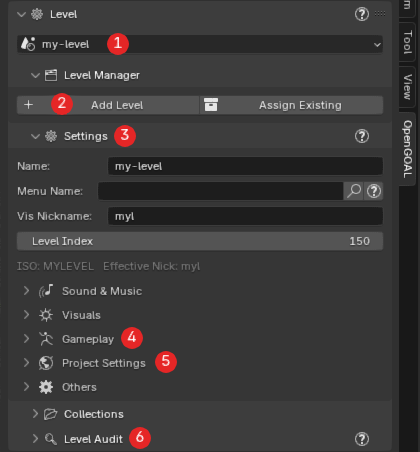 Level
my-level 1
Level Manager
2 Add Level Assign Existing
Settings 3
Name: my-level
Menu Name:
Vis Nickname: myl
Level Index 150
ISO: MYLEVEL Effective Nick: myl
Sound & Music
Visuals
Gameplay 4
Project Settings 5
Others
Collections
Level Audit 6
Tool
View
OpenGOAL